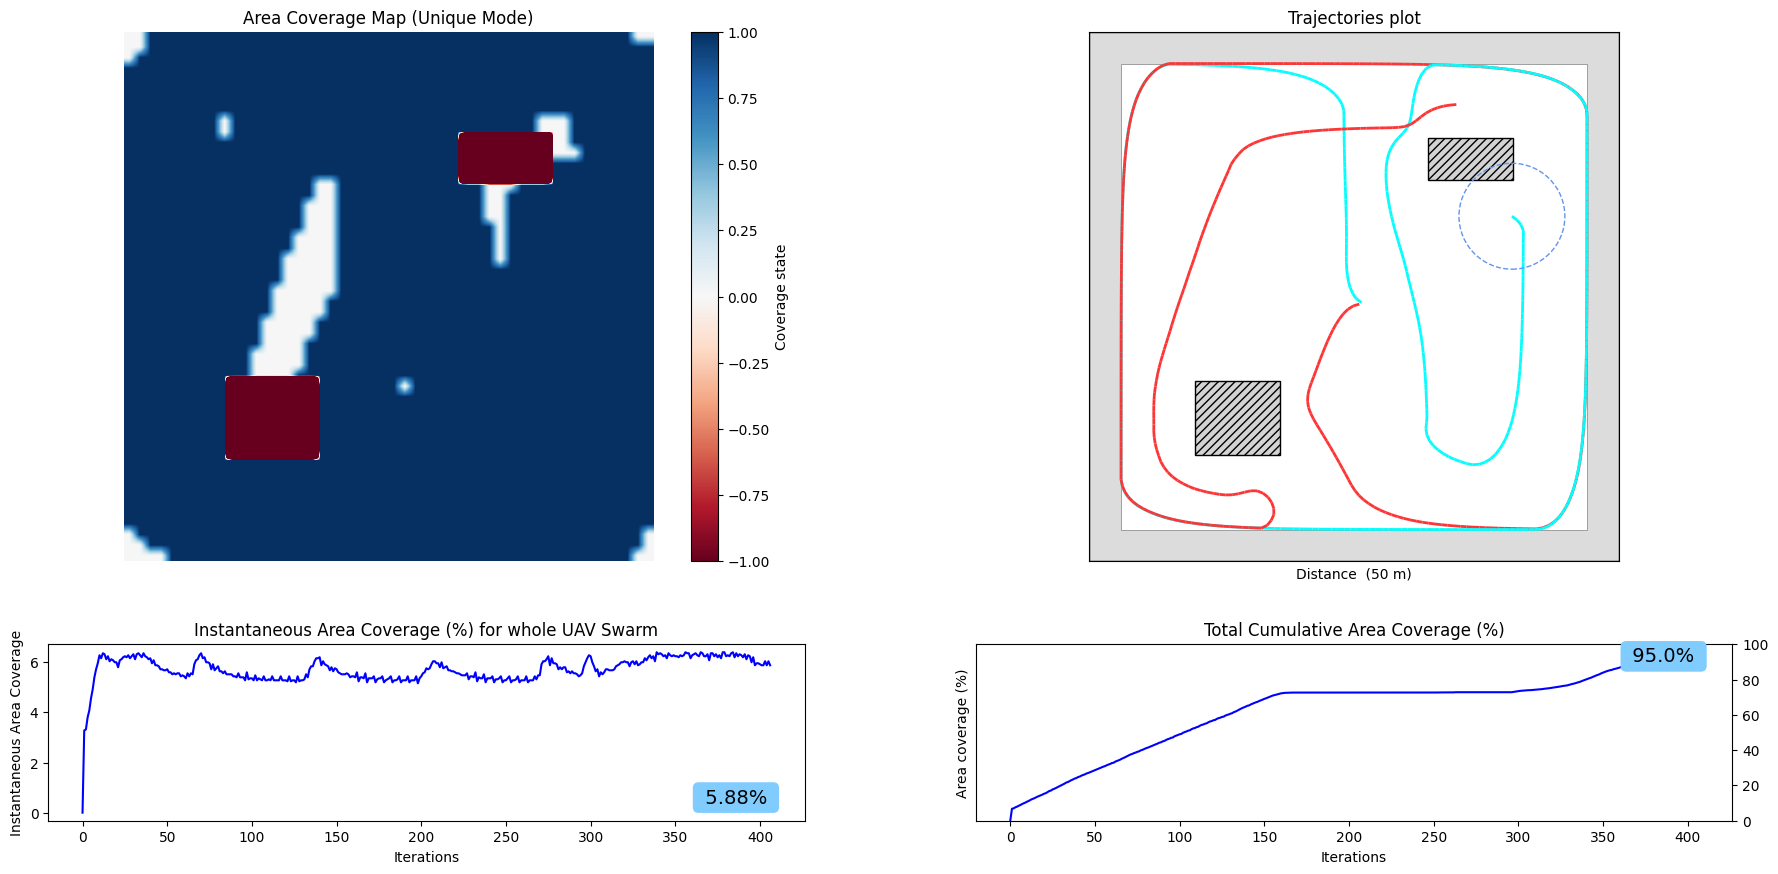 Area Coverage Map (Unique Mode)
1.00
0.75
0.50
0.25
0.00
−0.25
−0.50
−0.75
−1.00
Coverage state
Trajectories plot
Distance  (50 m)
Instantaneous Area Coverage (%) for whole UAV Swarm
Instantaneous Area Coverage
6
4
2
0
5.88%
0 50 100 150 200 250 300 350 400
Iterations
Total Cumulative Area Coverage (%)
Area coverage (%)
95.0%
100
80
60
40
20
0
0 50 100 150 200 250 300 350 400
Iterations